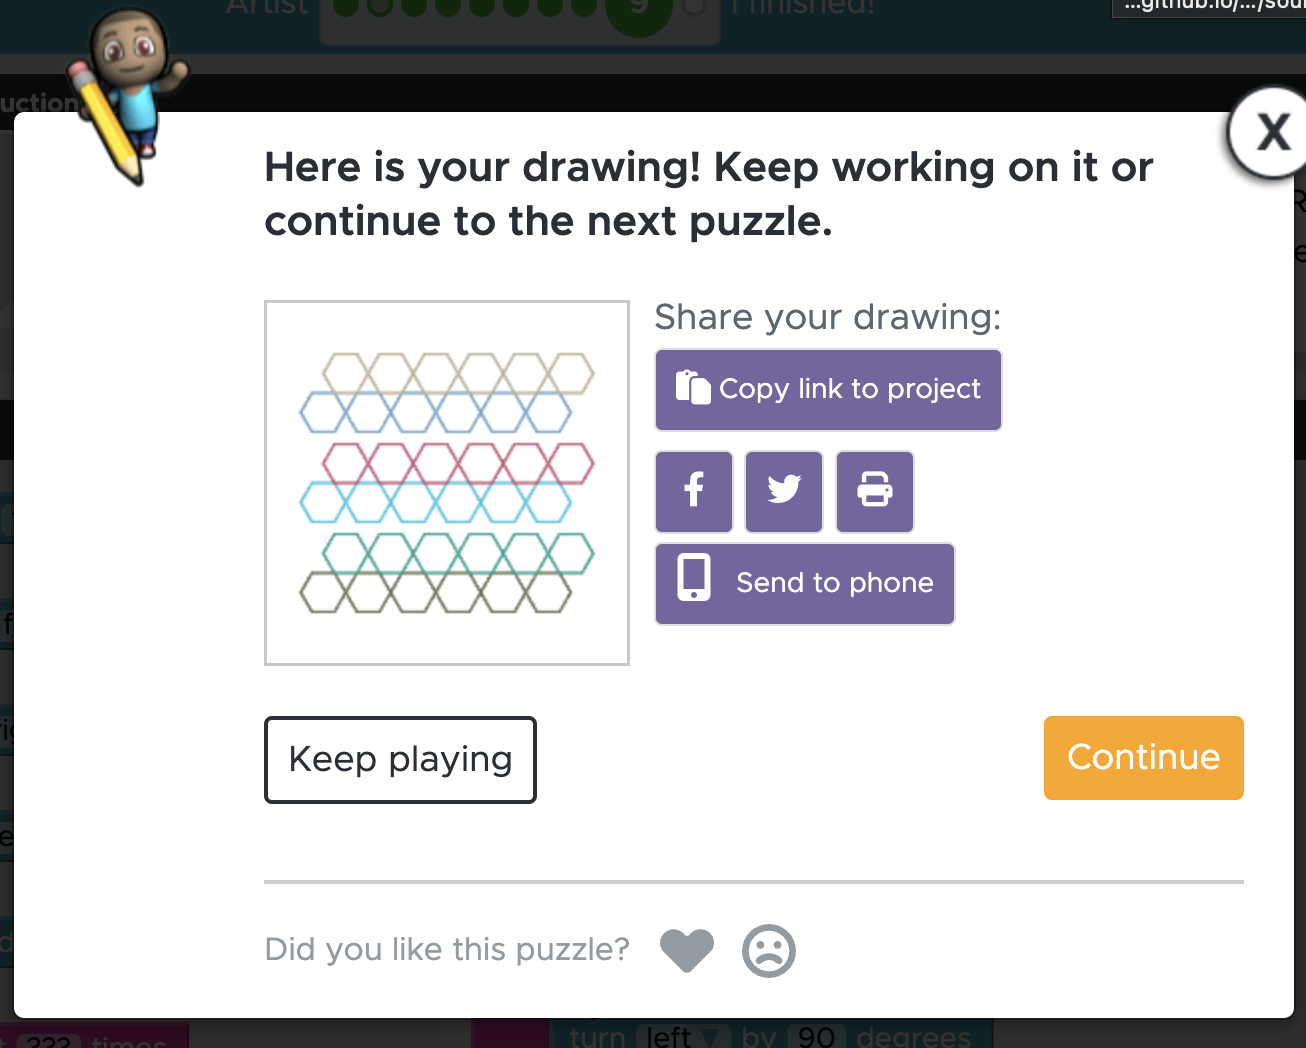 Artist
9
I finished!
...github.io/.../sou
uction
Here is your drawing! Keep working on it or
continue to the next puzzle.
X
Share your drawing:
Copy link to project
Send to phone
Keep playing
Continue
Did you like this puzzle?
??? times
turn left by 90 degrees